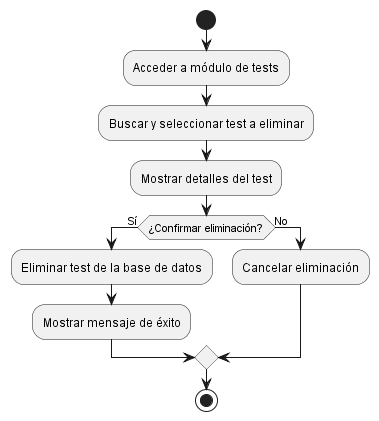 Acceder a módulo de tests
Buscar y seleccionar test a eliminar
Mostrar detalles del test
Sí
¿Confirmar eliminación?
No
Eliminar test de la base de datos
Cancelar eliminación
Mostrar mensaje de éxito